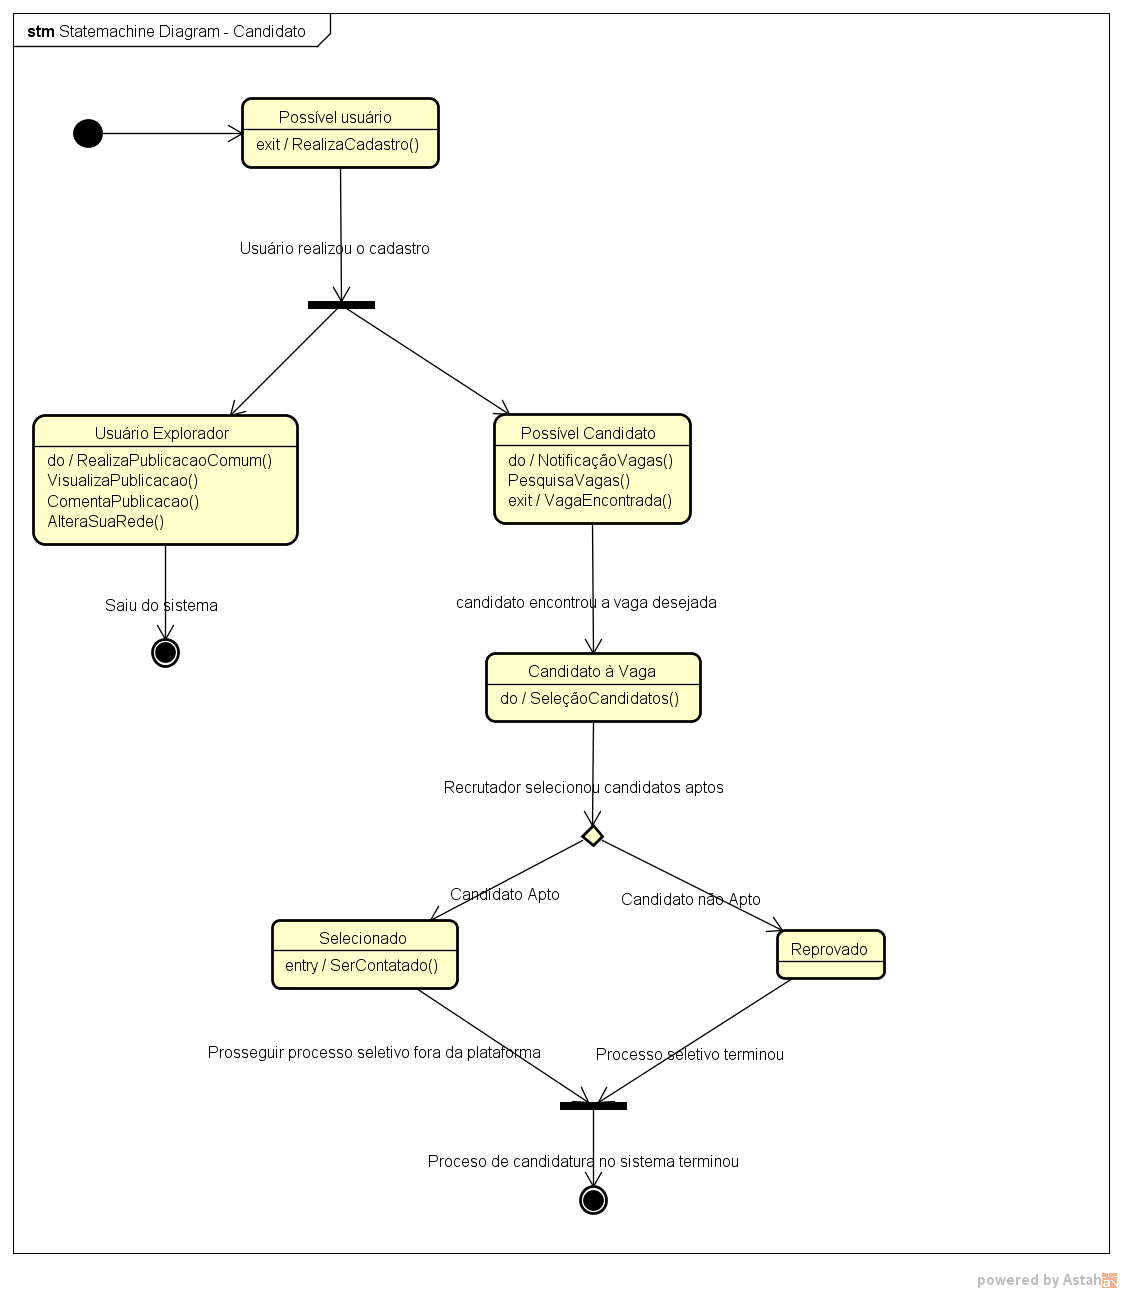 stm Statemachine Diagram - Candidato
Possível usuário
exit / RealizaCadastro()
Usuário realizou o cadastro
Usuário Explorador
do / RealizaPublicacaoComum()
VisualizaPublicacao()
ComentaPublicacao()
AlteraSuaRede()
Possível Candidato
do / NotificaçãoVagas()
PesquisaVagas()
exit / VagaEncontrada()
Saiu do sistema
candidato encontrou a vaga desejada
Candidato à Vaga
do / SeleçãoCandidatos()
Recrutador selecionou candidatos aptos
Candidato Apto
Candidato não Apto
Selecionado
entry / SerContatado()
Reprovado
Prosseguir processo seletivo fora da plataforma
Processo seletivo terminou
Proceso de candidatura no sistema terminou
powered by Astah